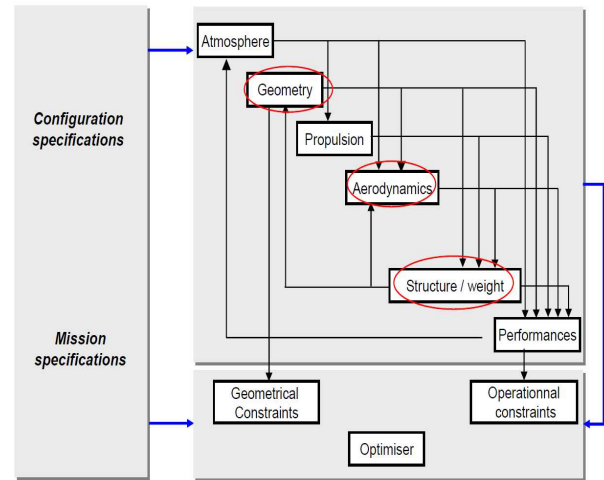 Atmosphere
Geometry
Configuration
specifications
Propulsion
Aerodynamics
Structure / weight
Mission
specifications
Performances
Geometrical
Constraints
Operationnal
constraints
Optimiser